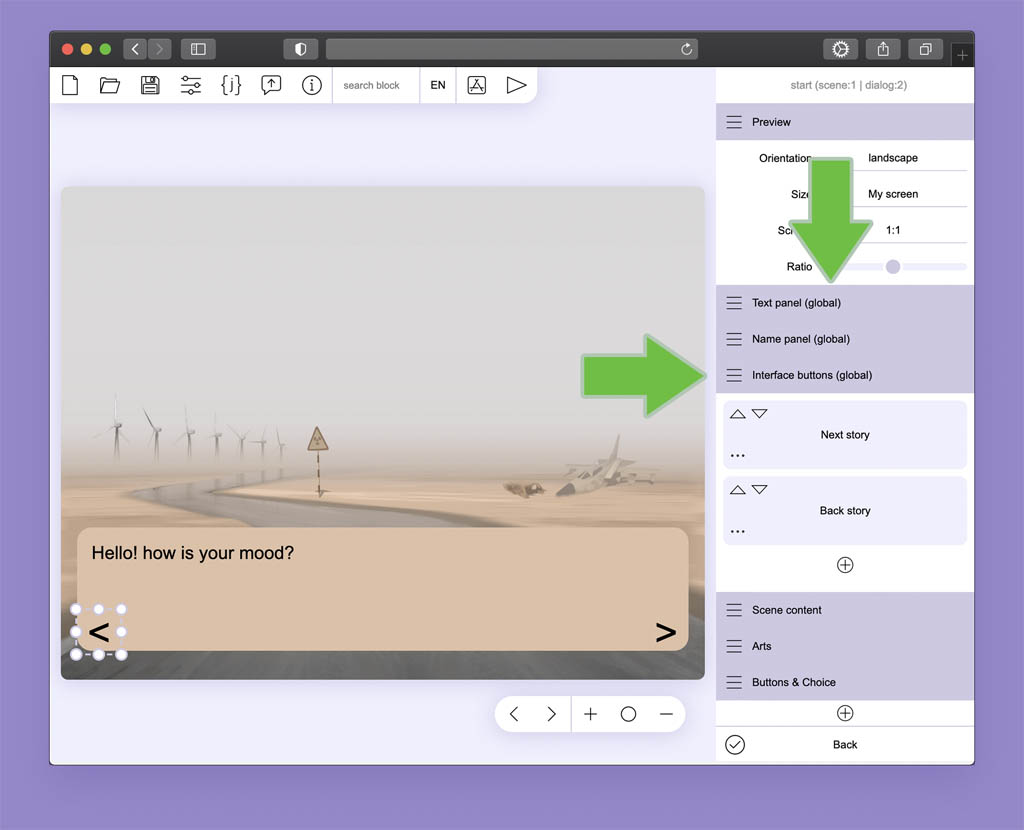 search block
EN
start (scene:1 | dialog:2)
Preview
Orientation
landscape
Size
My screen
1:1
Ratio
Text panel (global)
Name panel (global)
Interface buttons (global)
Next story
Back story
Hello! how is your mood?
<
>
Scene content
Arts
Buttons & Choice
Back